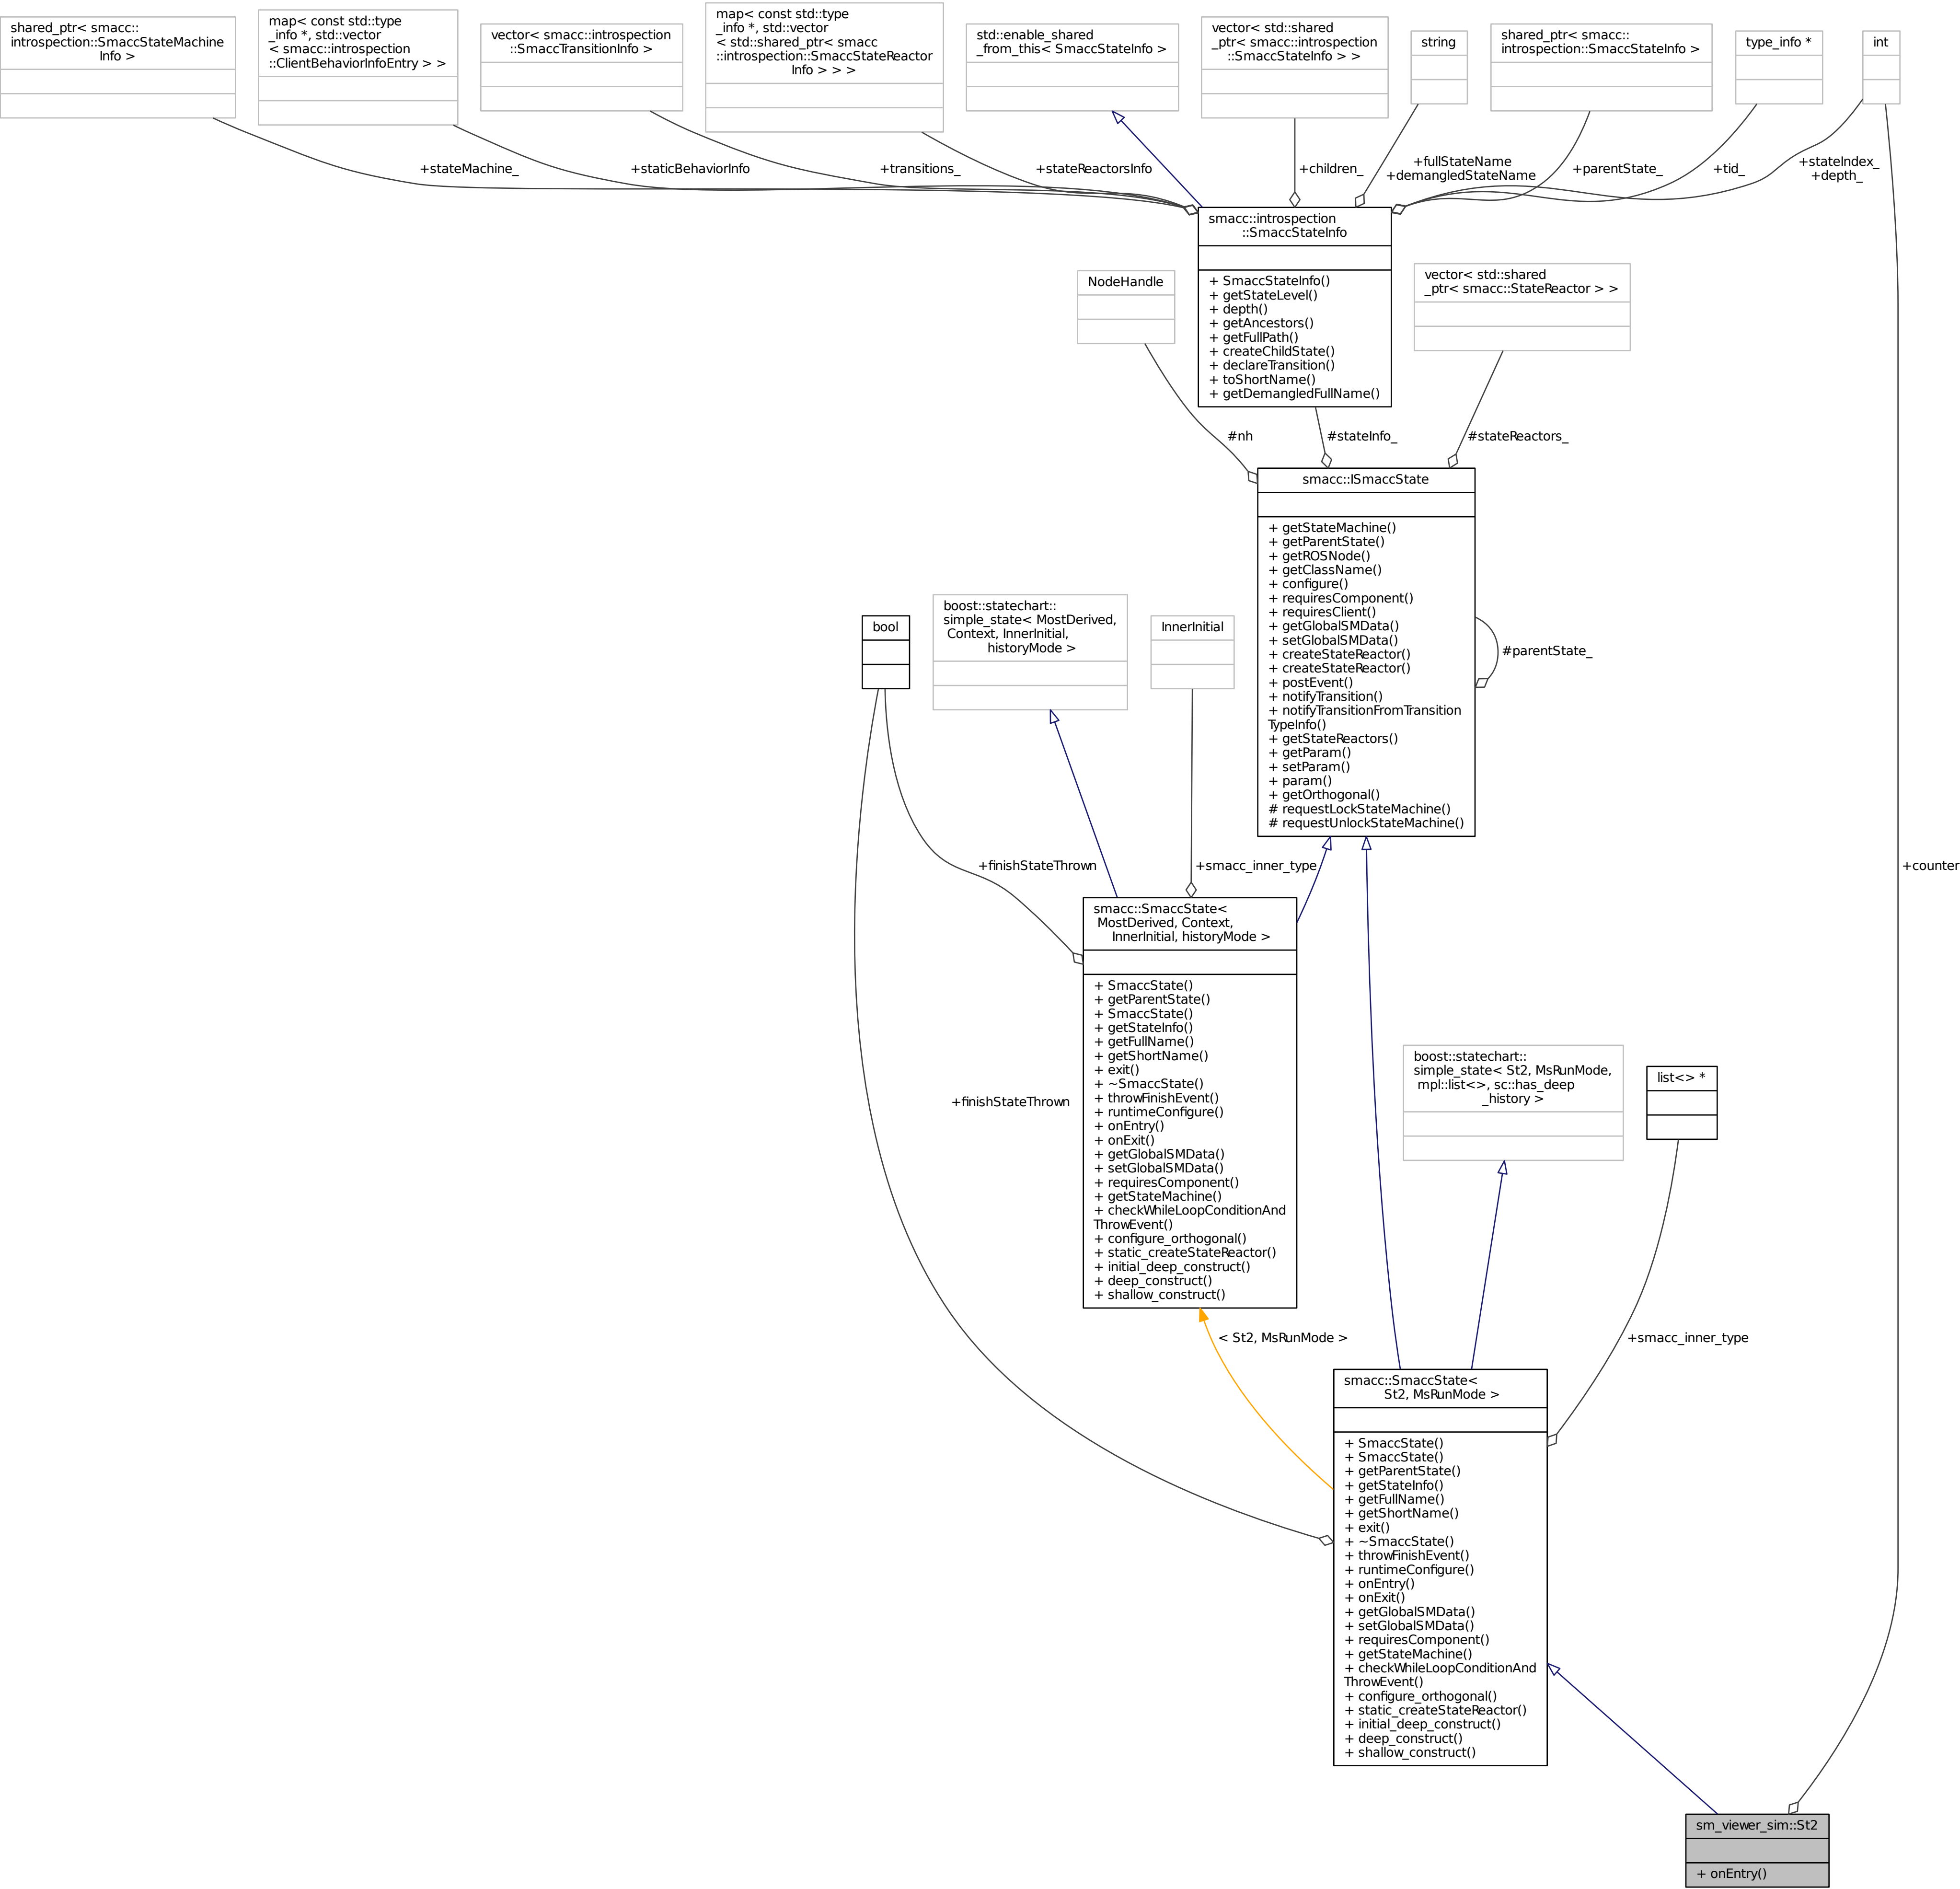 shared_ptr< smacc::
introspection::SmaccStateMachine
Info >
map< const std::type
_info *, std::vector
< smacc::introspection
::ClientBehaviorInfoEntry > >
vector< smacc::introspection
::SmaccTransitionInfo >
map< const std::type
_info *, std::vector
< std::shared_ptr< smacc
::introspection::SmaccStateReactor
Info > > >
std::enable_shared
_from_this< SmaccStateInfo >
vector< std::shared
_ptr< smacc::introspection
::SmaccStateInfo > >
string
shared_ptr< smacc::
introspection::SmaccStateInfo >
type_info *
int
+stateMachine_
+staticBehaviorInfo
+transitions_
+stateReactorsInfo
+children_
+fullStateName
+demangledStateName
+parentState_
+tid_
+stateIndex_
+depth_
smacc::introspection
::SmaccStateInfo
+ SmaccStateInfo()
+ getStateLevel()
+ depth()
+ getAncestors()
+ getFullPath()
+ createChildState()
+ declareTransition()
+ toShortName()
+ getDemangledFullName()
NodeHandle
vector< std::shared
_ptr< smacc::StateReactor > >
#nh
#stateInfo_
#stateReactors_
smacc::ISmaccState
+ getStateMachine()
+ getParentState()
+ getROSNode()
+ getClassName()
+ configure()
+ requiresComponent()
+ requiresClient()
+ getGlobalSMData()
+ setGlobalSMData()
+ createStateReactor()
+ createStateReactor()
+ postEvent()
+ notifyTransition()
+ notifyTransitionFromTransition
TypeInfo()
+ getStateReactors()
+ getParam()
+ setParam()
+ param()
+ getOrthogonal()
# requestLockStateMachine()
# requestUnlockStateMachine()
#parentState_
bool
boost::statechart::
simple_state< MostDerived,
Context, InnerInitial,
historyMode >
InnerInitial
+finishStateThrown
+smacc_inner_type
+counter
smacc::SmaccState<
MostDerived, Context,
InnerInitial, historyMode >
+ SmaccState()
+ getParentState()
+ SmaccState()
+ getStateInfo()
+ getFullName()
+ getShortName()
+ exit()
+ ~SmaccState()
+ throwFinishEvent()
+ runtimeConfigure()
+ onEntry()
+ onExit()
+ getGlobalSMData()
+ setGlobalSMData()
+ requiresComponent()
+ getStateMachine()
+ checkWhileLoopConditionAnd
ThrowEvent()
+ configure_orthogonal()
+ static_createStateReactor()
+ initial_deep_construct()
+ deep_construct()
+ shallow_construct()
+finishStateThrown
boost::statechart::
simple_state< St2, MsRunMode,
mpl::list<>, sc::has_deep
_history >
list<> *
< St2, MsRunMode >
+smacc_inner_type
smacc::SmaccState<
St2, MsRunMode >
+ SmaccState()
+ SmaccState()
+ getParentState()
+ getStateInfo()
+ getFullName()
+ getShortName()
+ exit()
+ ~SmaccState()
+ throwFinishEvent()
+ runtimeConfigure()
+ onEntry()
+ onExit()
+ getGlobalSMData()
+ setGlobalSMData()
+ requiresComponent()
+ getStateMachine()
+ checkWhileLoopConditionAnd
ThrowEvent()
+ configure_orthogonal()
+ static_createStateReactor()
+ initial_deep_construct()
+ deep_construct()
+ shallow_construct()
sm_viewer_sim::St2
+ onEntry()